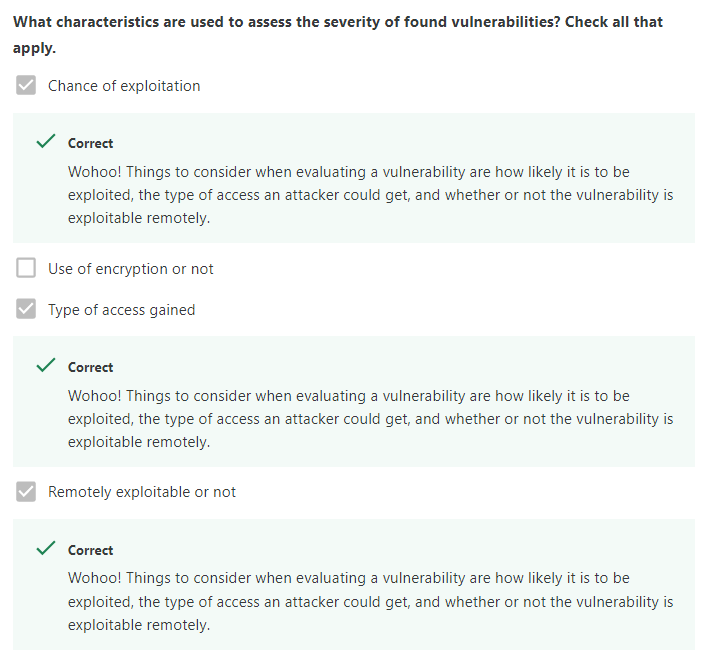 What characteristics are used to assess the severity of found vulnerabilities? Check all that
apply.
Chance of exploitation
Correct
Wohoo! Things to consider when evaluating a vulnerability are how likely it is to be
exploited, the type of access an attacker could get, and whether or not the vulnerability is
exploitable remotely.
Use of encryption or not
Type of access gained
Correct
Wohoo! Things to consider when evaluating a vulnerability are how likely it is to be
exploited, the type of access an attacker could get, and whether or not the vulnerability is
exploitable remotely.
Remotely exploitable or not
Correct
Wohoo! Things to consider when evaluating a vulnerability are how likely it is to be
exploited, the type of access an attacker could get, and whether or not the vulnerability is
exploitable remotely.